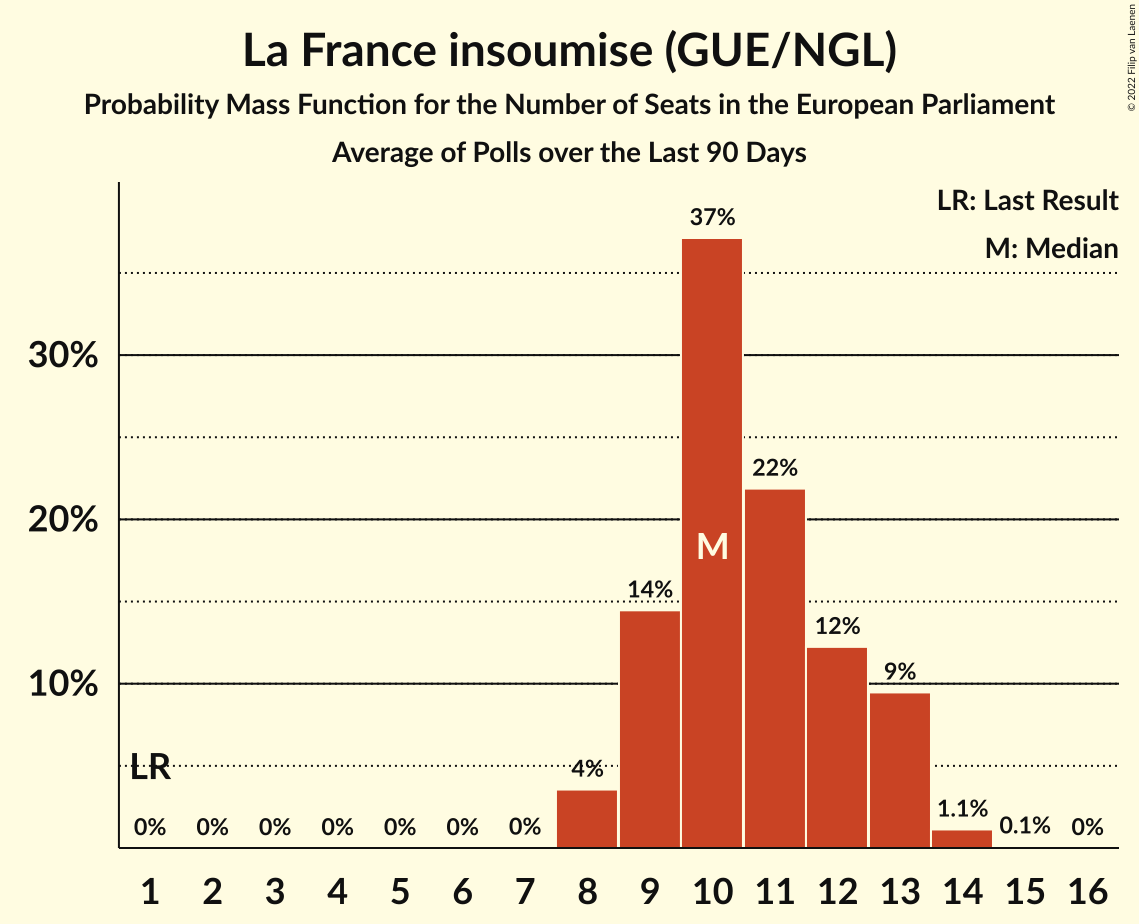 La France insoumise (GUE/NGL)
Probability Mass Function for the Number of Seats in the European Parliament
Average of Polls over the Last 90 Days
© 2022 Filip van Laenen
LR: Last Result
M: Median
30%
20%
10%
LR
M
0%
0%
0%
0%
0%
0%
0%
4%
14%
37%
22%
12%
9%
1.1%
0.1%
0%
1 2 3 4 5 6 7 8 9 10 11 12 13 14 15 16